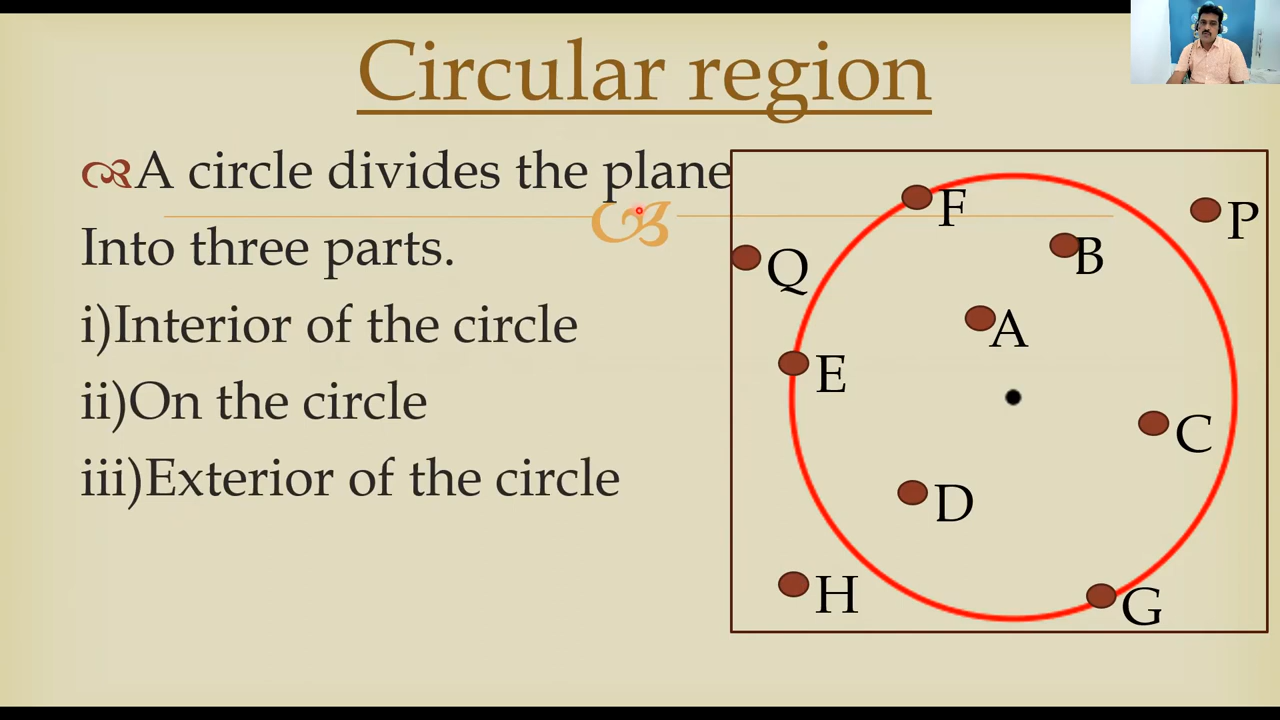 Circular region
A circle divides the plane
Into three parts.
i)Interior of the circle
ii)On the circle
iii)Exterior of the circle
F
P
B
Q
A
E
C
D
H
G